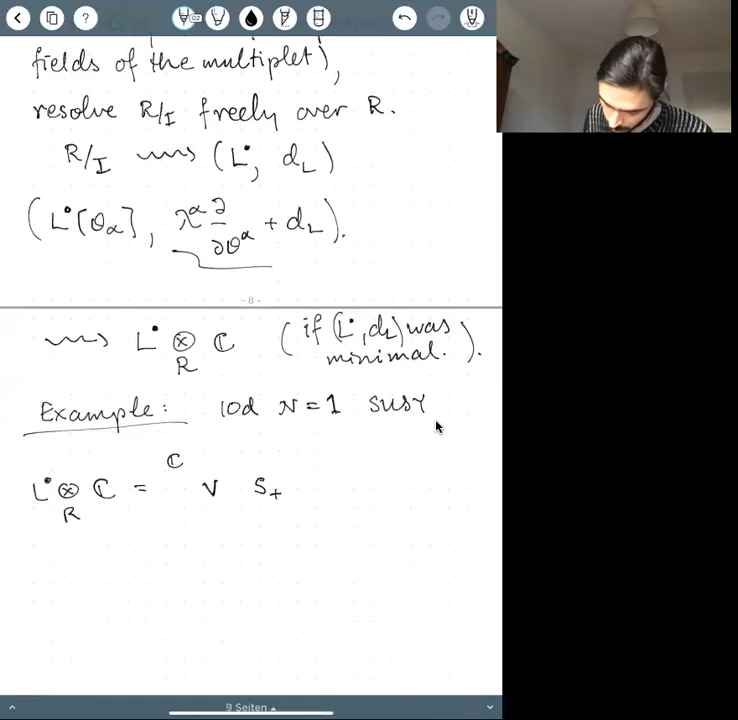 fields of the multiplet),
resolve R/I freely over R.
R/I ⟿ (L•, d_L)
(L•[θ_α], λ^α ∂/∂θ^α + d_L).
- 8 -
⟿ L• ⊗_R ℂ (if (L•, d_L) was minimal.).
Example: 10d N=1 SUSY
ℂ
L• ⊗_R ℂ = V S_+
9 Seiten